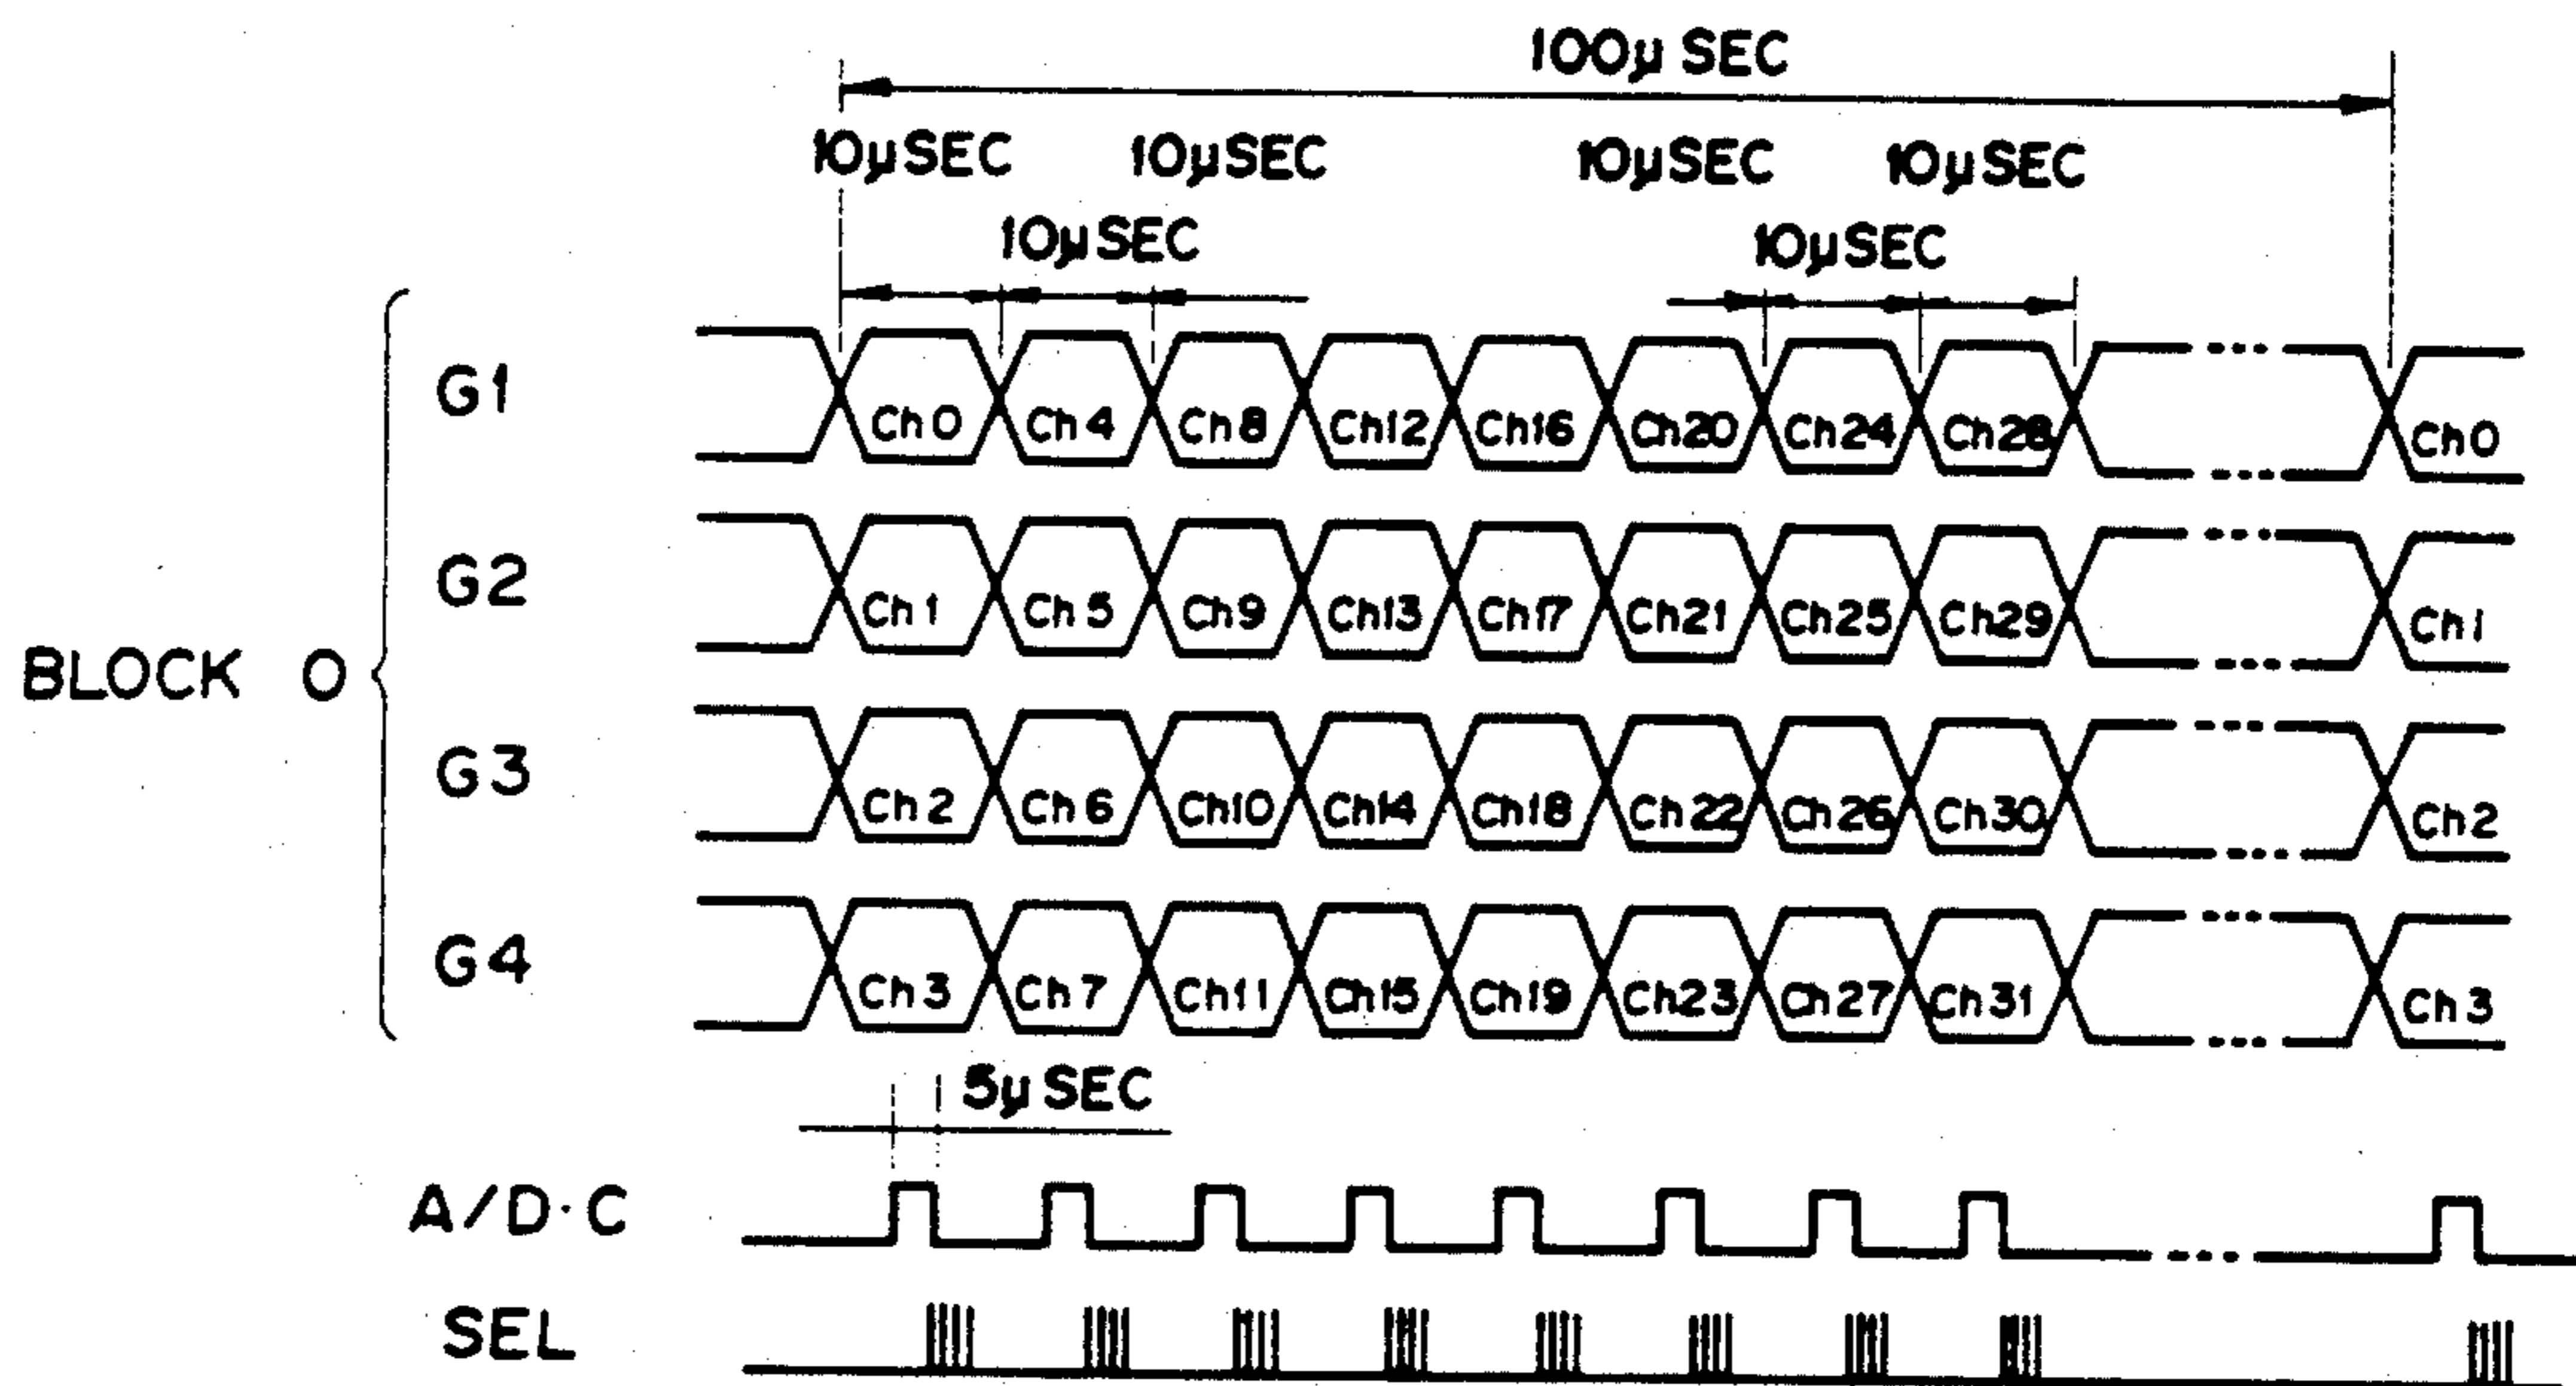 100μ SEC
10μSEC 10μSEC 10μSEC 10μSEC
10μSEC 10μSEC
G1 Ch0 Ch4 Ch8 Ch12 Ch16 Ch20 Ch24 Ch28 Ch0
G2 Ch1 Ch5 Ch9 Ch13 Ch17 Ch21 Ch25 Ch29 Ch1
BLOCK 0
G3 Ch2 Ch6 Ch10 Ch14 Ch18 Ch22 Ch26 Ch30 Ch2
G4 Ch3 Ch7 Ch11 Ch15 Ch19 Ch23 Ch27 Ch31 Ch3
5μ SEC
A/D·C
SEL